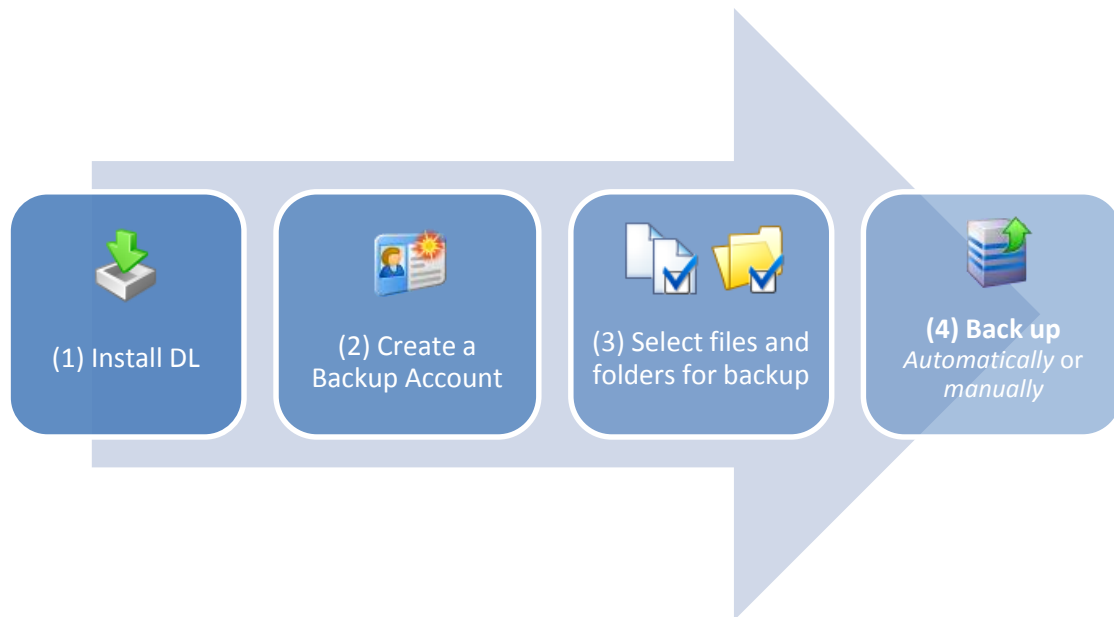 (1) Install DL
(2) Create a
Backup Account
(3) Select files and
folders for backup
(4) Back up
Automatically or
manually